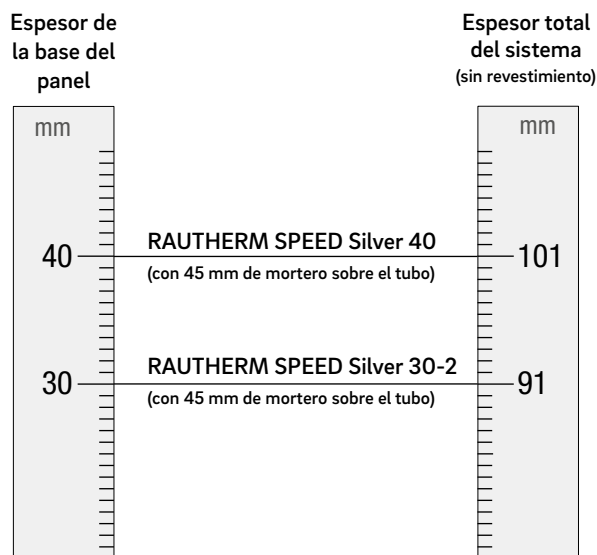 Espesor de
la base del
panel
Espesor total
del sistema
(sin revestimiento)
mm
mm
RAUTHERM SPEED Silver 40
40
101
(con 45 mm de mortero sobre el tubo)
RAUTHERM SPEED Silver 30-2
30
91
(con 45 mm de mortero sobre el tubo)